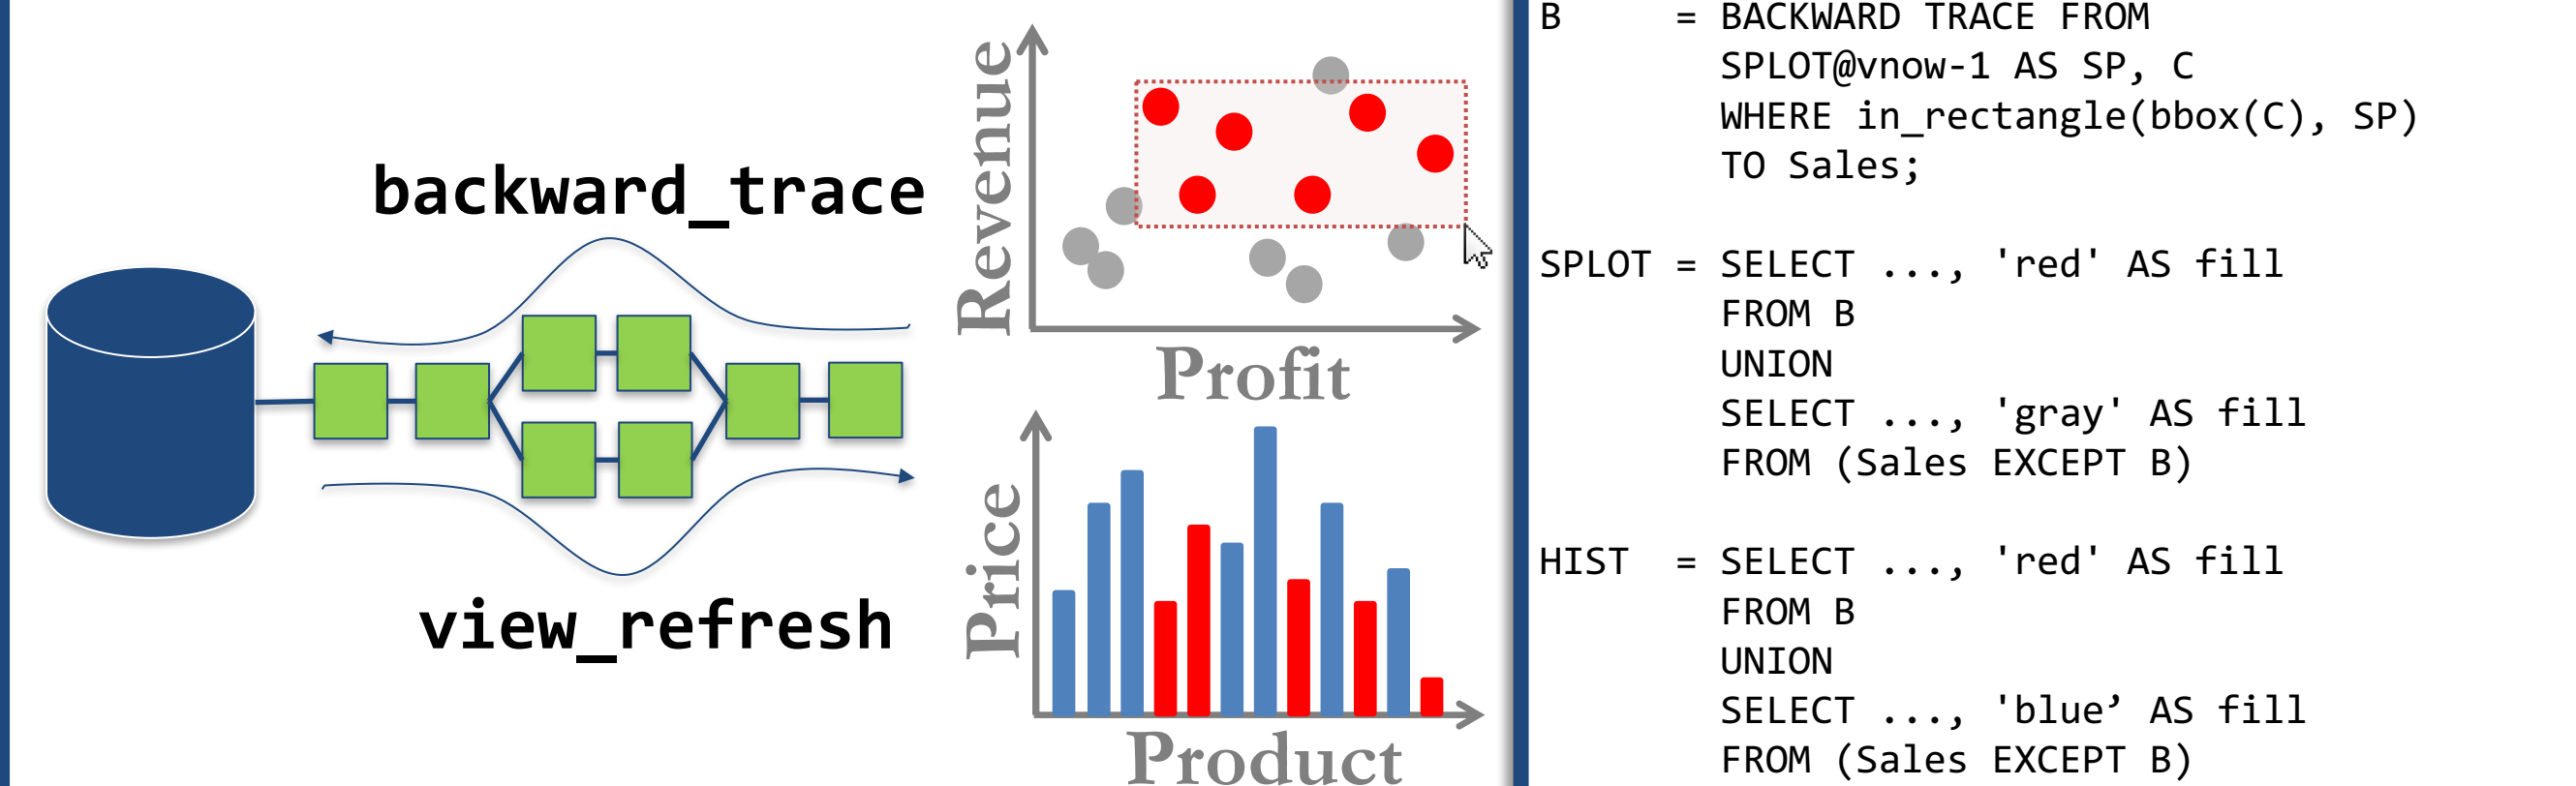 backward_trace
view_refresh
Revenue
Profit
Price
Product
B = BACKWARD TRACE FROM
SPLOT@vnow-1 AS SP, C
WHERE in_rectangle(bbox(C), SP)
TO Sales;
SPLOT = SELECT ..., 'red' AS fill
FROM B
UNION
SELECT ..., 'gray' AS fill
FROM (Sales EXCEPT B)
HIST = SELECT ..., 'red' AS fill
FROM B
UNION
SELECT ..., 'blue’ AS fill
FROM (Sales EXCEPT B)